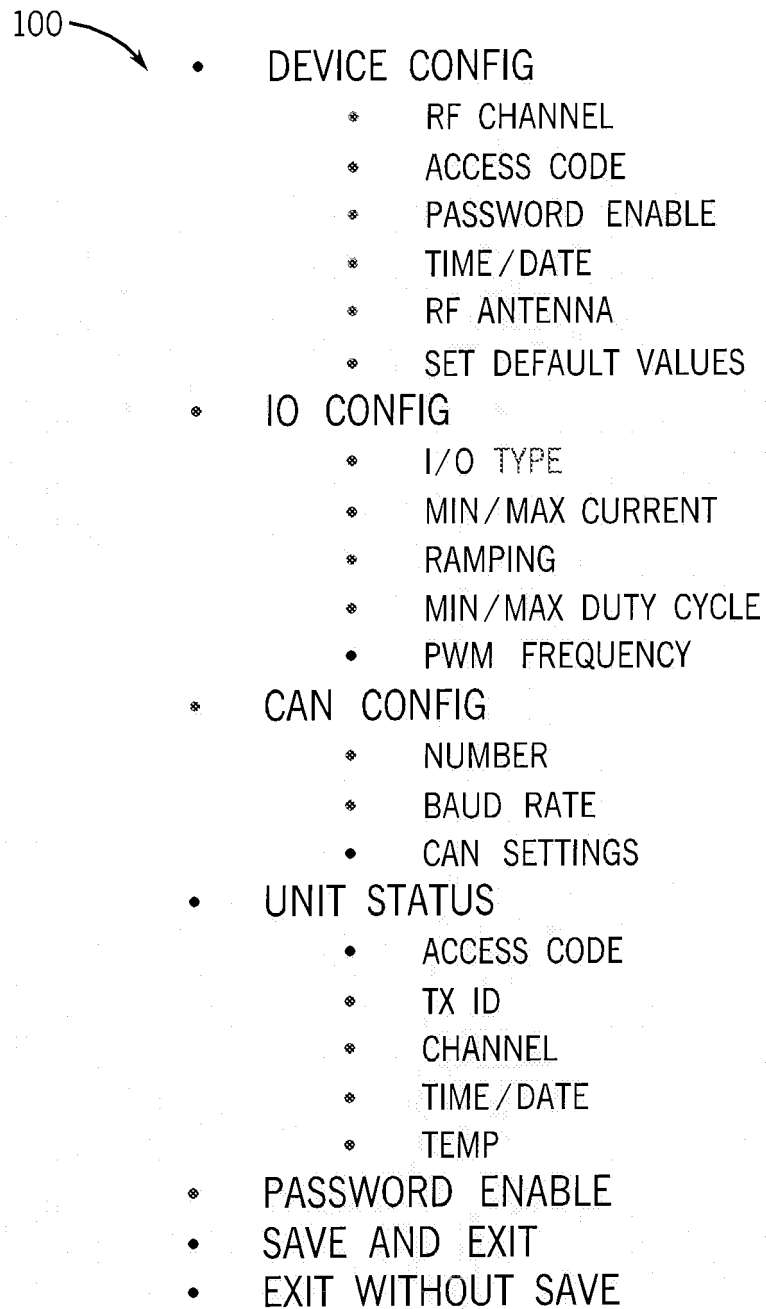 100
• DEVICE CONFIG
• RF CHANNEL
• ACCESS CODE
• PASSWORD ENABLE
• TIME/DATE
• RF ANTENNA
• SET DEFAULT VALUES
• IO CONFIG
• I/O TYPE
• MIN/MAX CURRENT
• RAMPING
• MIN/MAX DUTY CYCLE
• PWM FREQUENCY
• CAN CONFIG
• NUMBER
• BAUD RATE
• CAN SETTINGS
• UNIT STATUS
• ACCESS CODE
• TX ID
• CHANNEL
• TIME/DATE
• TEMP
• PASSWORD ENABLE
• SAVE AND EXIT
• EXIT WITHOUT SAVE